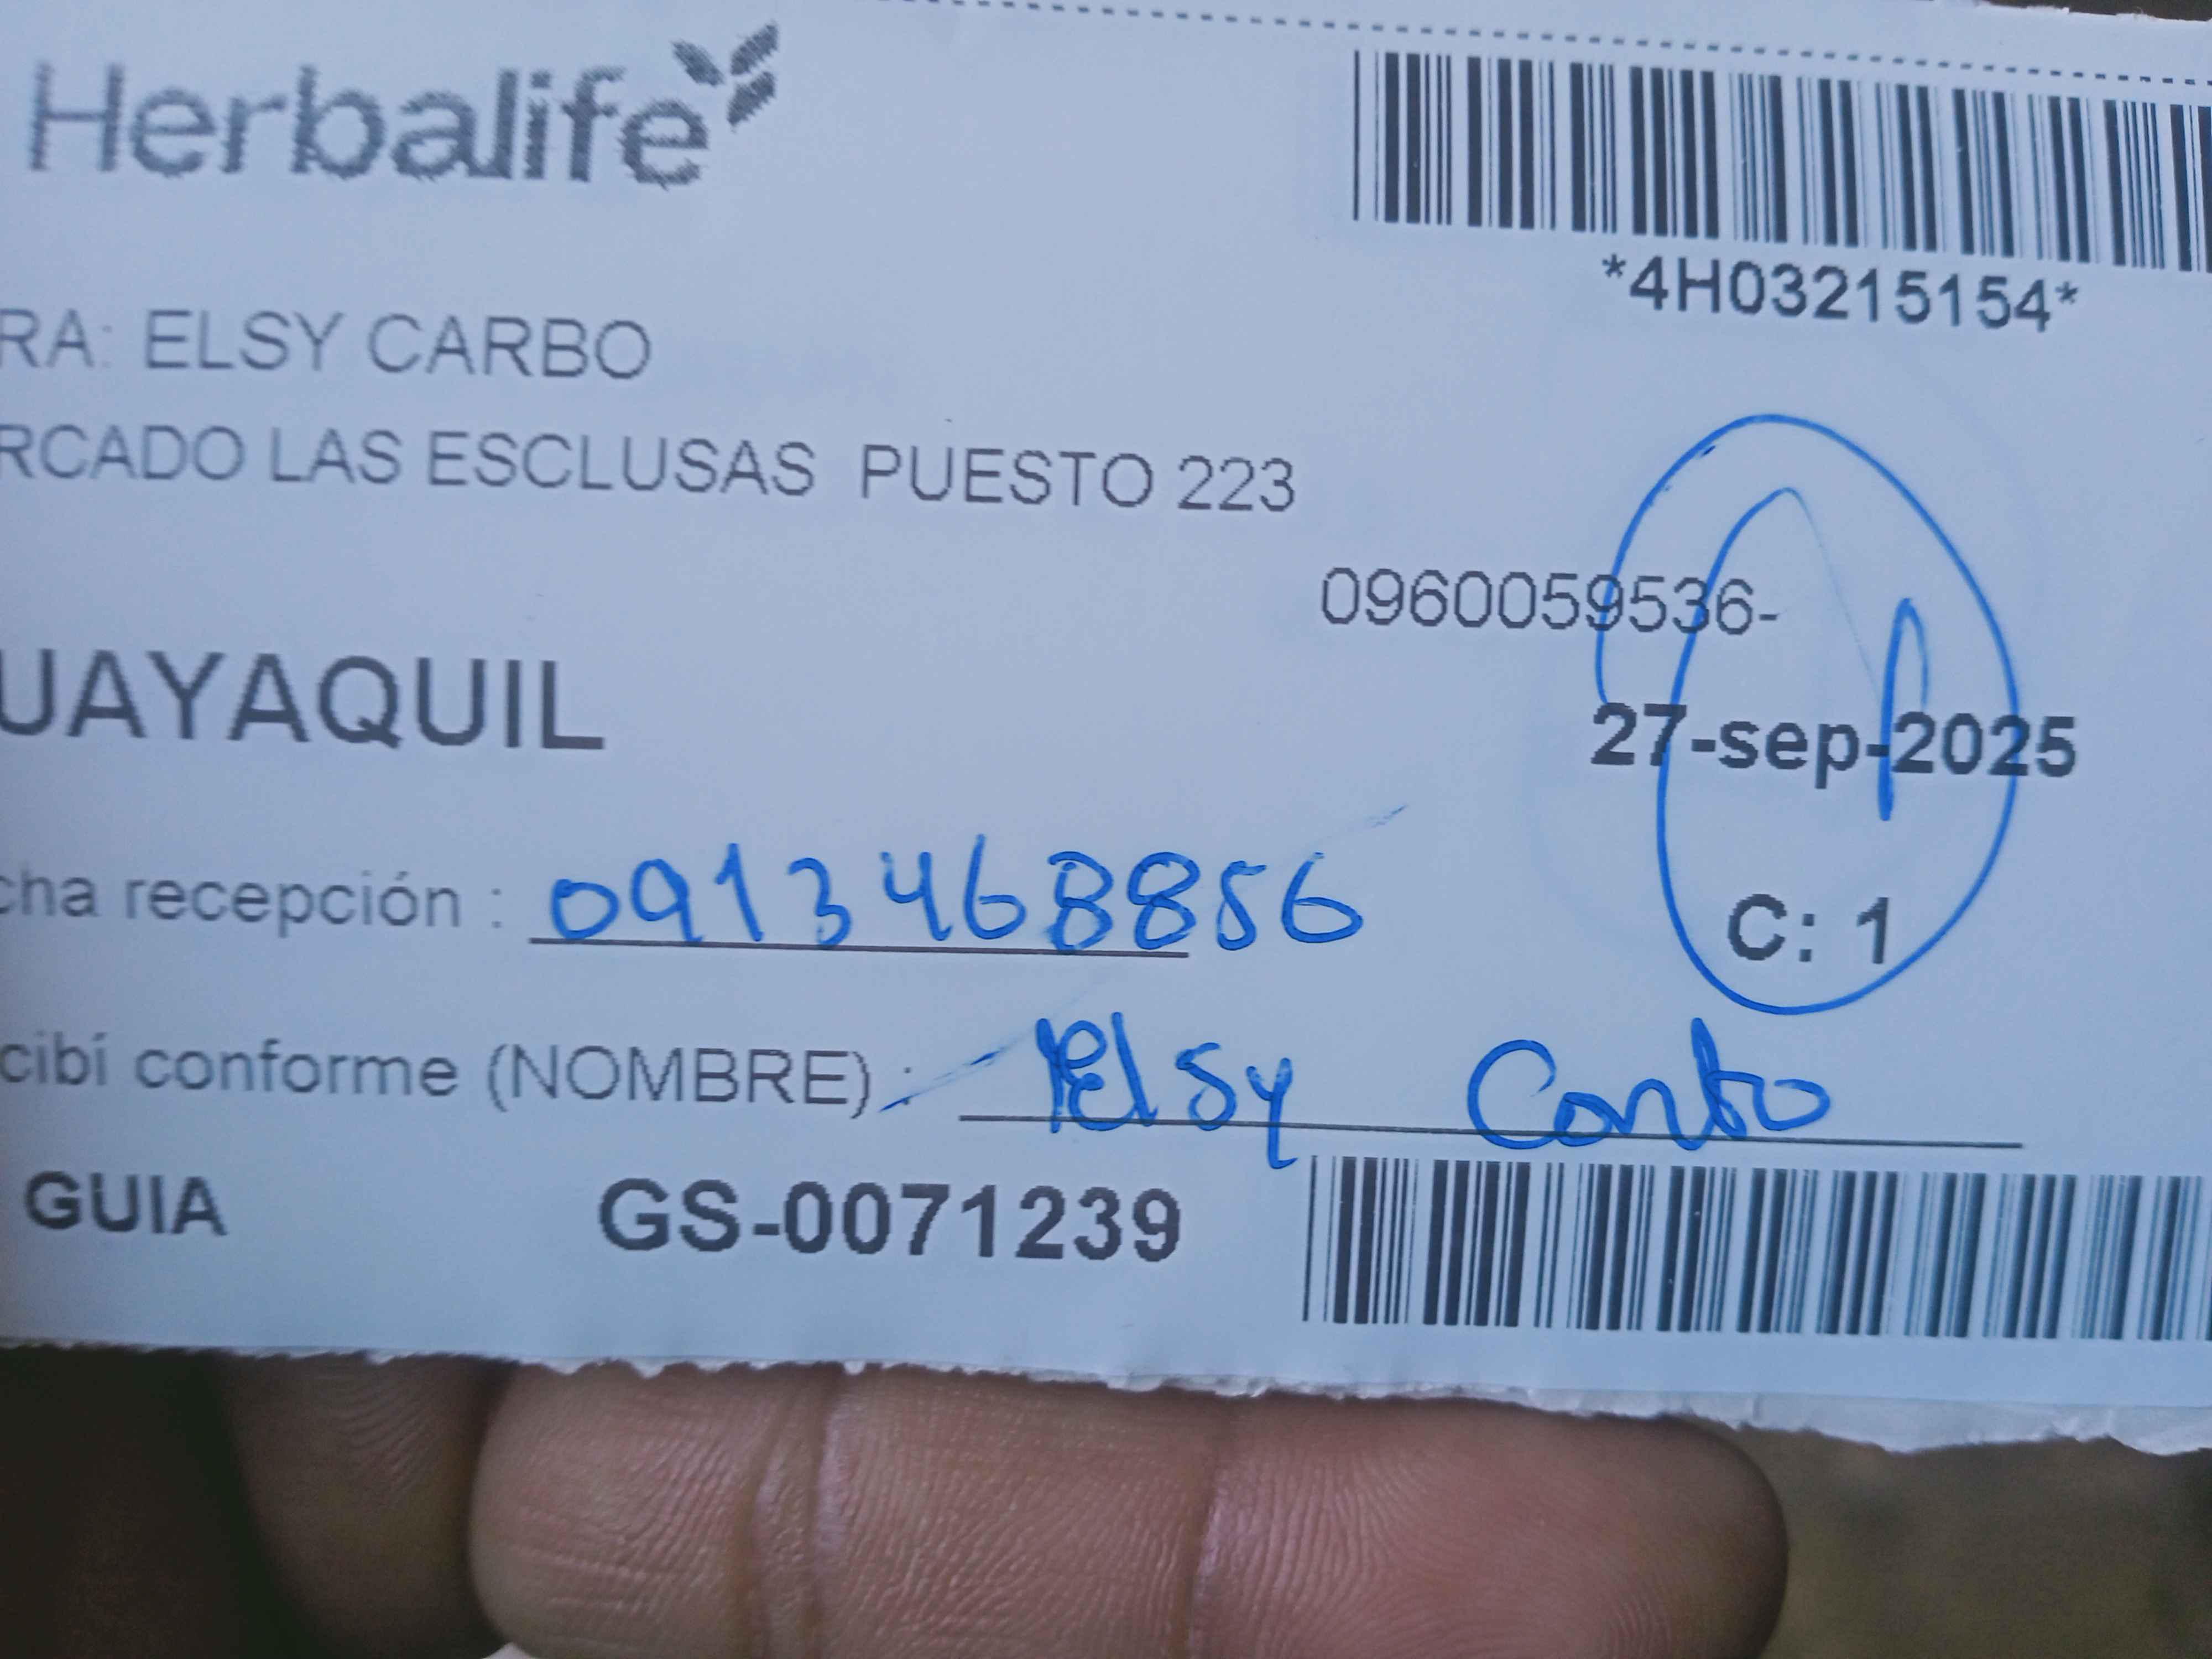 Herbalife
*4H03215154*
RA: ELSY CARBO
RCADO LAS ESCLUSAS PUESTO 223
0960059536-
UAYAQUIL
27-sep-2025
cha recepción : 0913468856
C: 1
cibí conforme (NOMBRE) : Elsy Carbo
GUIA GS-0071239